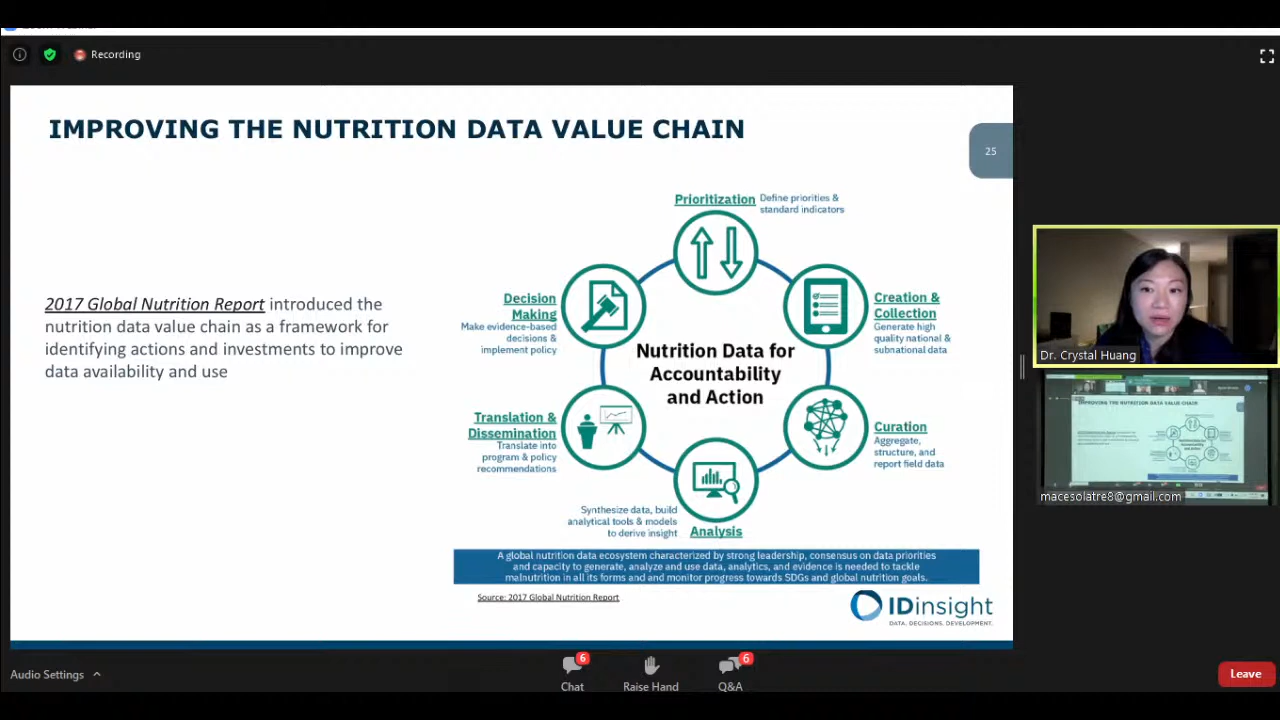 Recording
IMPROVING THE NUTRITION DATA VALUE CHAIN
25
2017 Global Nutrition Report introduced the
nutrition data value chain as a framework for
identifying actions and investments to improve
data availability and use
Prioritization
Define priorities &
standard indicators
Creation &
Collection
Generate high
quality national &
subnational data
Curation
Aggregate,
structure, and
report field data
Analysis
Synthesize data, build
analytical tools & models
to derive insight
Translation &
Dissemination
Translate into
program & policy
recommendations
Decision
Making
Make evidence-based
decisions &
implement policy
Nutrition Data for
Accountability
and Action
A global nutrition data ecosystem characterized by strong leadership, consensus on data priorities
and capacity to generate, analyze and use data, analytics, and evidence is needed to tackle
malnutrition in all its forms and and monitor progress towards SDGs and global nutrition goals.
Source: 2017 Global Nutrition Report
IDinsight
DATA. DECISIONS. DEVELOPMENT.
Dr. Crystal Huang
IMPROVING THE NUTRITION DATA VALUE CHAIN
macesolatre8@gmail.com
Audio Settings
6
Chat
Raise Hand
6
Q&A
Leave